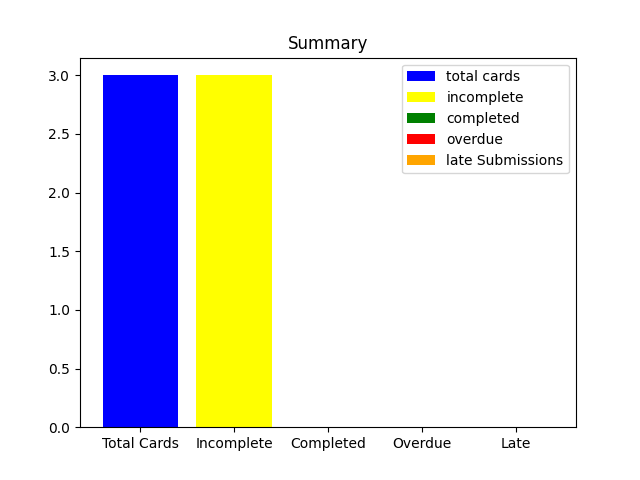 Summary
3.0
2.5
2.0
1.5
1.0
0.5
0.0
total cards
incomplete
completed
overdue
late Submissions
Total Cards Incomplete Completed Overdue Late